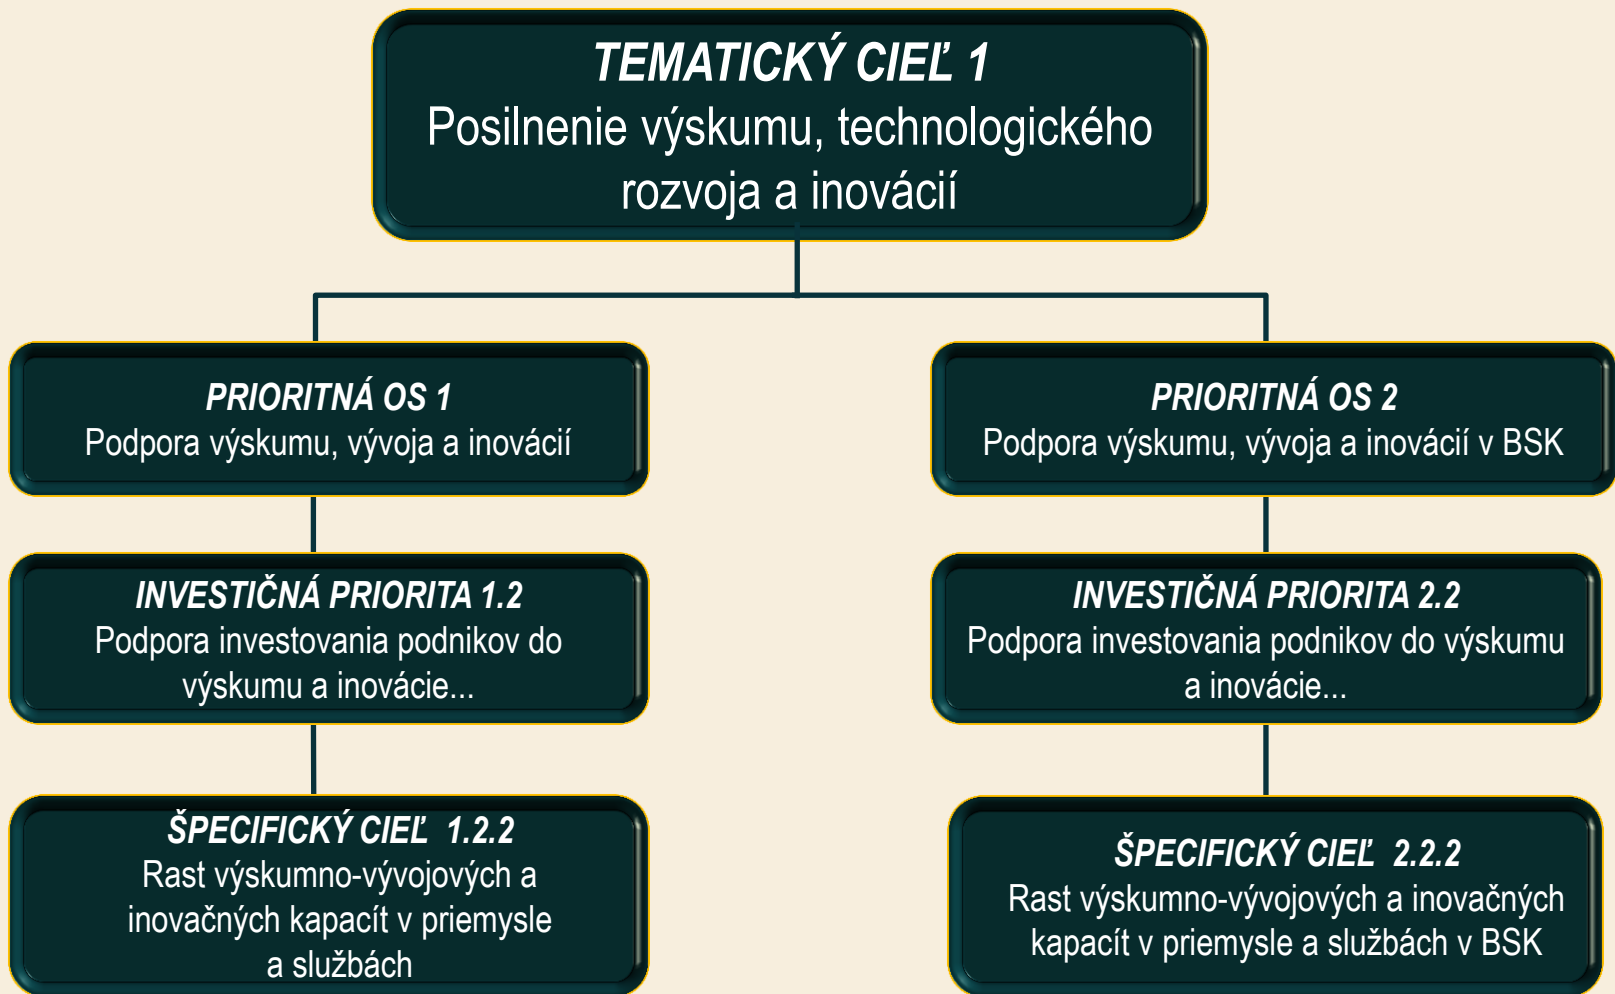 TEMATICKÝ CIEĽ 1
Posilnenie výskumu, technologického
rozvoja a inovácií
PRIORITNÁ OS 1
Podpora výskumu, vývoja a inovácií
PRIORITNÁ OS 2
Podpora výskumu, vývoja a inovácií v BSK
INVESTIČNÁ PRIORITA 1.2
Podpora investovania podnikov do
výskumu a inovácie...
INVESTIČNÁ PRIORITA 2.2
Podpora investovania podnikov do výskumu
a inovácie...
ŠPECIFICKÝ CIEĽ 1.2.2
Rast výskumno-vývojových a
inovačných kapacít v priemysle
a službách
ŠPECIFICKÝ CIEĽ 2.2.2
Rast výskumno-vývojových a inovačných
kapacít v priemysle a službách v BSK